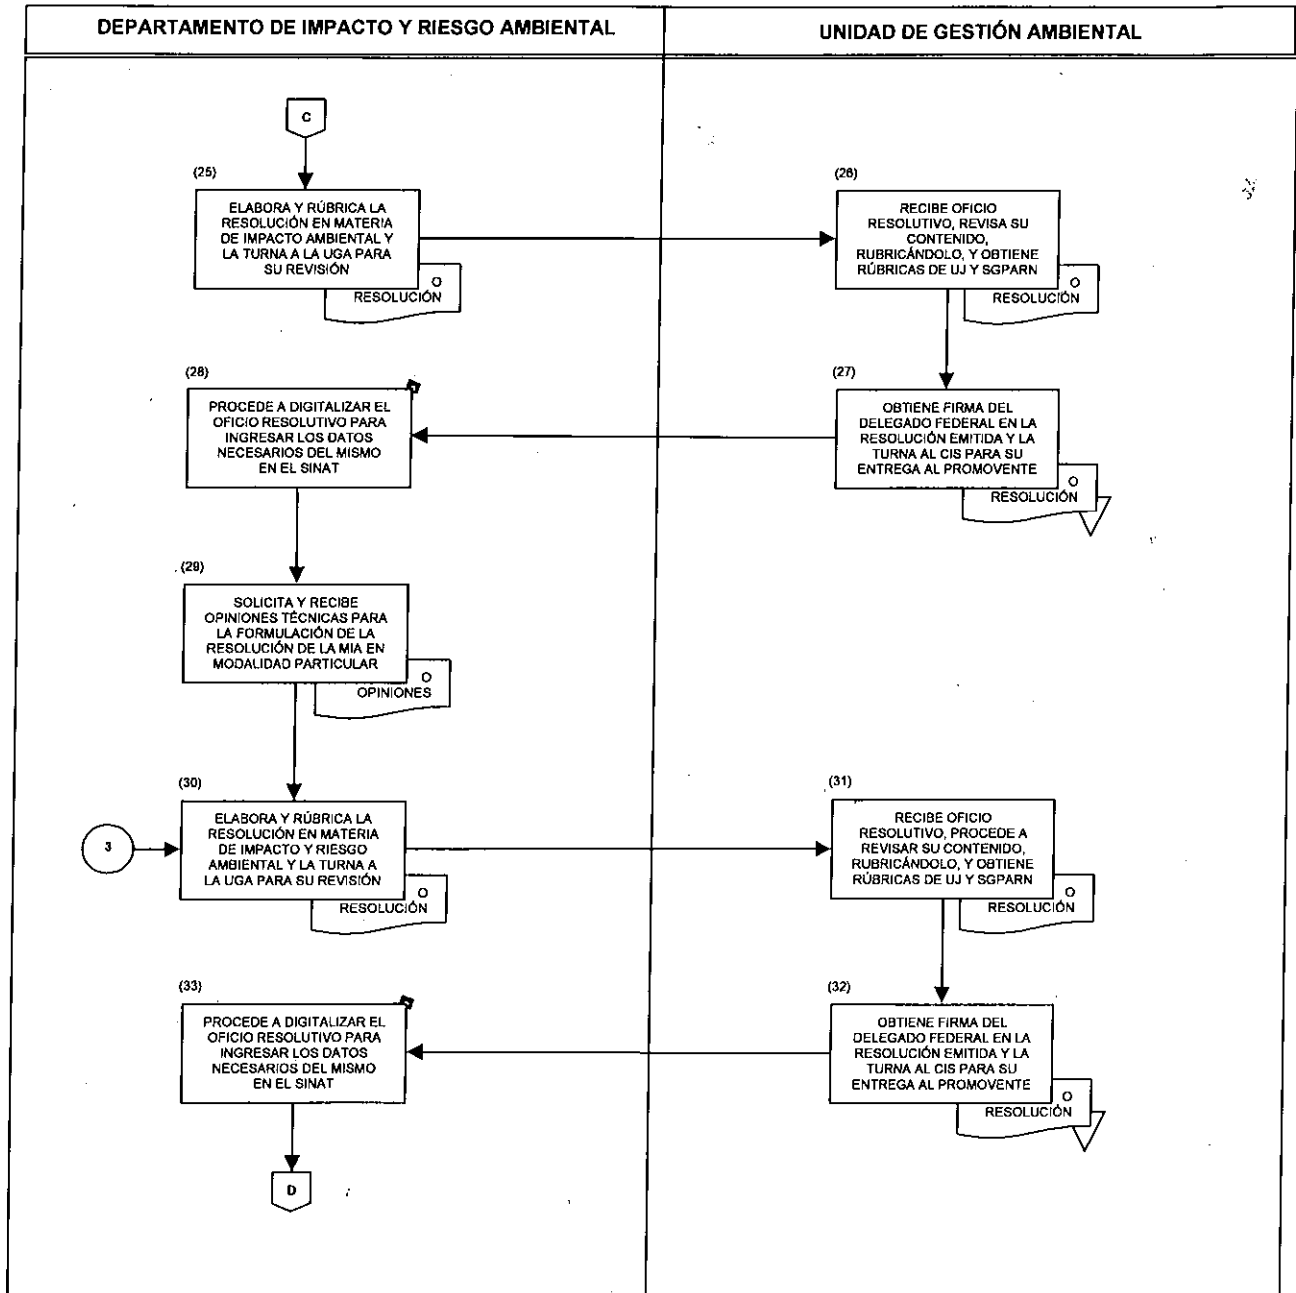 DEPARTAMENTO DE IMPACTO Y RIESGO AMBIENTAL
UNIDAD DE GESTIÓN AMBIENTAL
C
(25)
ELABORA Y RÚBRICA LA
RESOLUCIÓN EN MATERIA
DE IMPACTO AMBIENTAL Y
LA TURNA A LA UGA PARA
SU REVISIÓN
O
RESOLUCIÓN
(26)
RECIBE OFICIO
RESOLUTIVO, REVISA SU
CONTENIDO,
RUBRICÁNDOLO, Y OBTIENE
RÚBRICAS DE UJ Y SGPARN
O
RESOLUCIÓN
(28)
PROCEDE A DIGITALIZAR EL
OFICIO RESOLUTIVO PARA
INGRESAR LOS DATOS
NECESARIOS DEL MISMO
EN EL SINAT
(27)
OBTIENE FIRMA DEL
DELEGADO FEDERAL EN LA
RESOLUCIÓN EMITIDA Y LA
TURNA AL CIS PARA SU
ENTREGA AL PROMOVENTE
O
RESOLUCIÓN
(29)
SOLICITA Y RECIBE
OPINIONES TÉCNICAS PARA
LA FORMULACIÓN DE LA
RESOLUCIÓN DE LA MIA EN
MODALIDAD PARTICULAR
O
OPINIONES
3
(30)
ELABORA Y RÚBRICA LA
RESOLUCIÓN EN MATERIA
DE IMPACTO Y RIESGO
AMBIENTAL Y LA TURNA A
LA UGA PARA SU REVISIÓN
O
RESOLUCIÓN
(31)
RECIBE OFICIO
RESOLUTIVO, PROCEDE A
REVISAR SU CONTENIDO,
RUBRICÁNDOLO, Y OBTIENE
RÚBRICAS DE UJ Y SGPARN
O
RESOLUCIÓN
(33)
PROCEDE A DIGITALIZAR EL
OFICIO RESOLUTIVO PARA
INGRESAR LOS DATOS
NECESARIOS DEL MISMO
EN EL SINAT
(32)
OBTIENE FIRMA DEL
DELEGADO FEDERAL EN LA
RESOLUCIÓN EMITIDA Y LA
TURNA AL CIS PARA SU
ENTREGA AL PROMOVENTE
O
RESOLUCIÓN
D